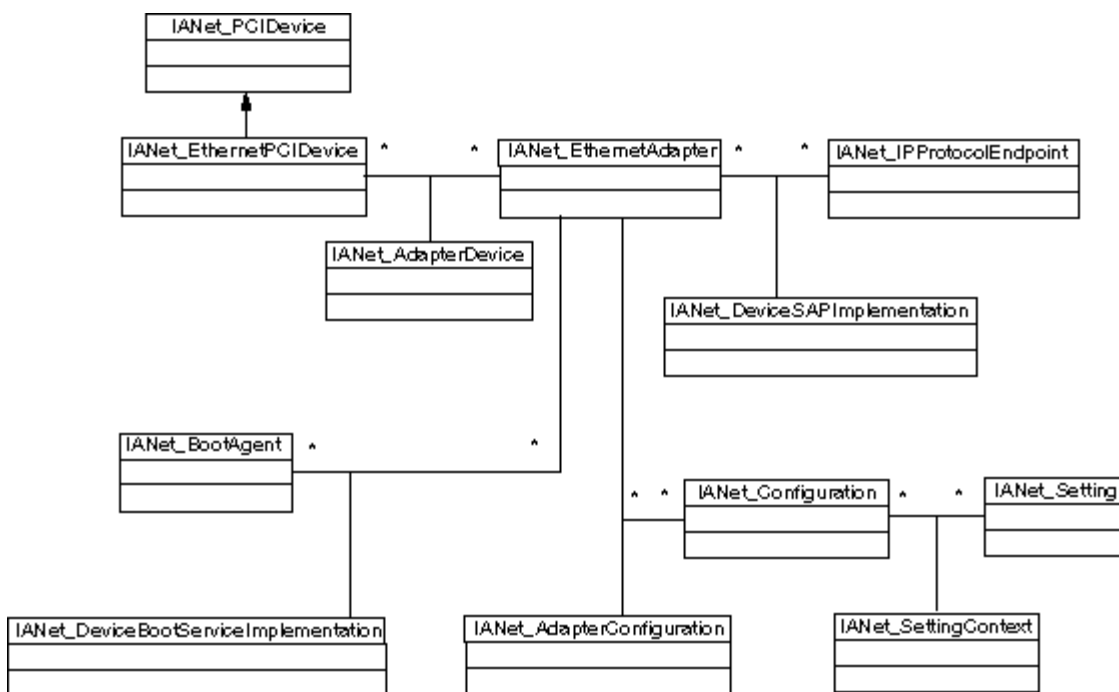 IANet_PCIDevice
IANet_EthernetPCIDevice
*
*
IANet_EthernetAdapter
*
*
IANet_IPProtocolEndpoint
IANet_AdapterDevice
IANet_DeviceSAPImplementation
IANet_BootAgent
*
*
IANet_Configuration
*
*
*
*
IANet_Setting
IANet_DeviceBootServiceImplementation
IANet_AdapterConfiguration
IANet_SettingContext